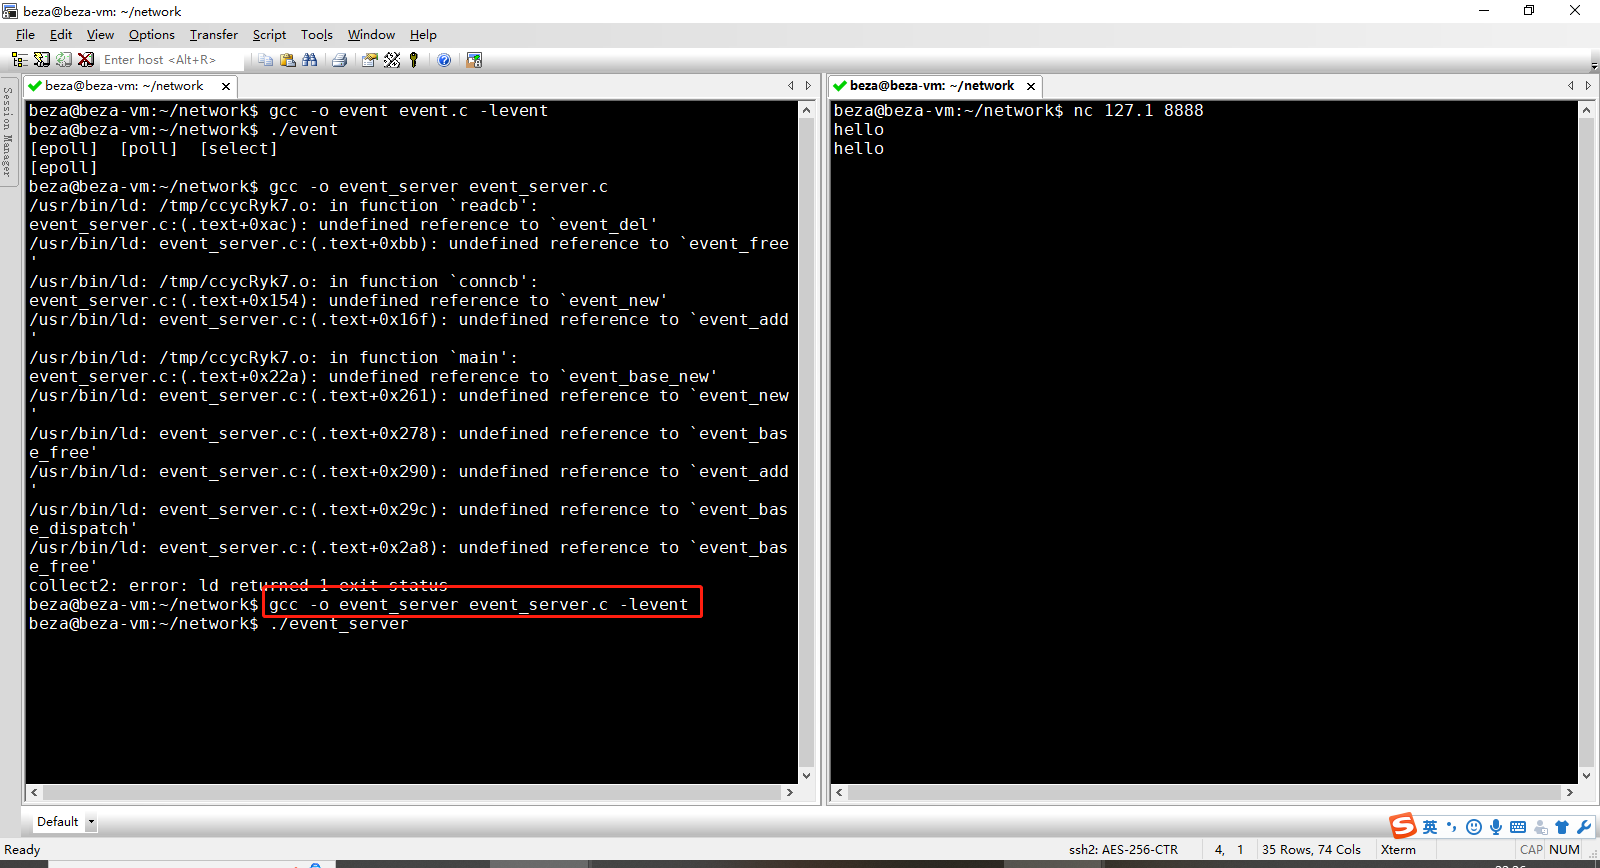 beza@beza-vm: ~/network
File Edit View Options Transfer Script Tools Window Help
Enter host <Alt+R>
Session Manager
beza@beza-vm: ~/network
beza@beza-vm:~/network$ gcc -o event event.c -levent
beza@beza-vm:~/network$ ./event
[epoll]  [poll]  [select]
[epoll]
beza@beza-vm:~/network$ gcc -o event_server event_server.c
/usr/bin/ld: /tmp/ccycRyk7.o: in function `readcb':
event_server.c:(.text+0xac): undefined reference to `event_del'
/usr/bin/ld: event_server.c:(.text+0xbb): undefined reference to `event_free
'
/usr/bin/ld: /tmp/ccycRyk7.o: in function `conncb':
event_server.c:(.text+0x154): undefined reference to `event_new'
/usr/bin/ld: event_server.c:(.text+0x16f): undefined reference to `event_add
'
/usr/bin/ld: /tmp/ccycRyk7.o: in function `main':
event_server.c:(.text+0x22a): undefined reference to `event_base_new'
/usr/bin/ld: event_server.c:(.text+0x261): undefined reference to `event_new
'
/usr/bin/ld: event_server.c:(.text+0x278): undefined reference to `event_bas
e_free'
/usr/bin/ld: event_server.c:(.text+0x290): undefined reference to `event_add
'
/usr/bin/ld: event_server.c:(.text+0x29c): undefined reference to `event_bas
e_dispatch'
/usr/bin/ld: event_server.c:(.text+0x2a8): undefined reference to `event_bas
e_free'
collect2: error: ld returned 1 exit status
beza@beza-vm:~/network$ gcc -o event_server event_server.c -levent
beza@beza-vm:~/network$ ./event_server
beza@beza-vm: ~/network
beza@beza-vm:~/network$ nc 127.1 8888
hello
hello
Default
英
Ready
ssh2: AES-256-CTR
4, 1
35 Rows, 74 Cols
Xterm
CAP NUM